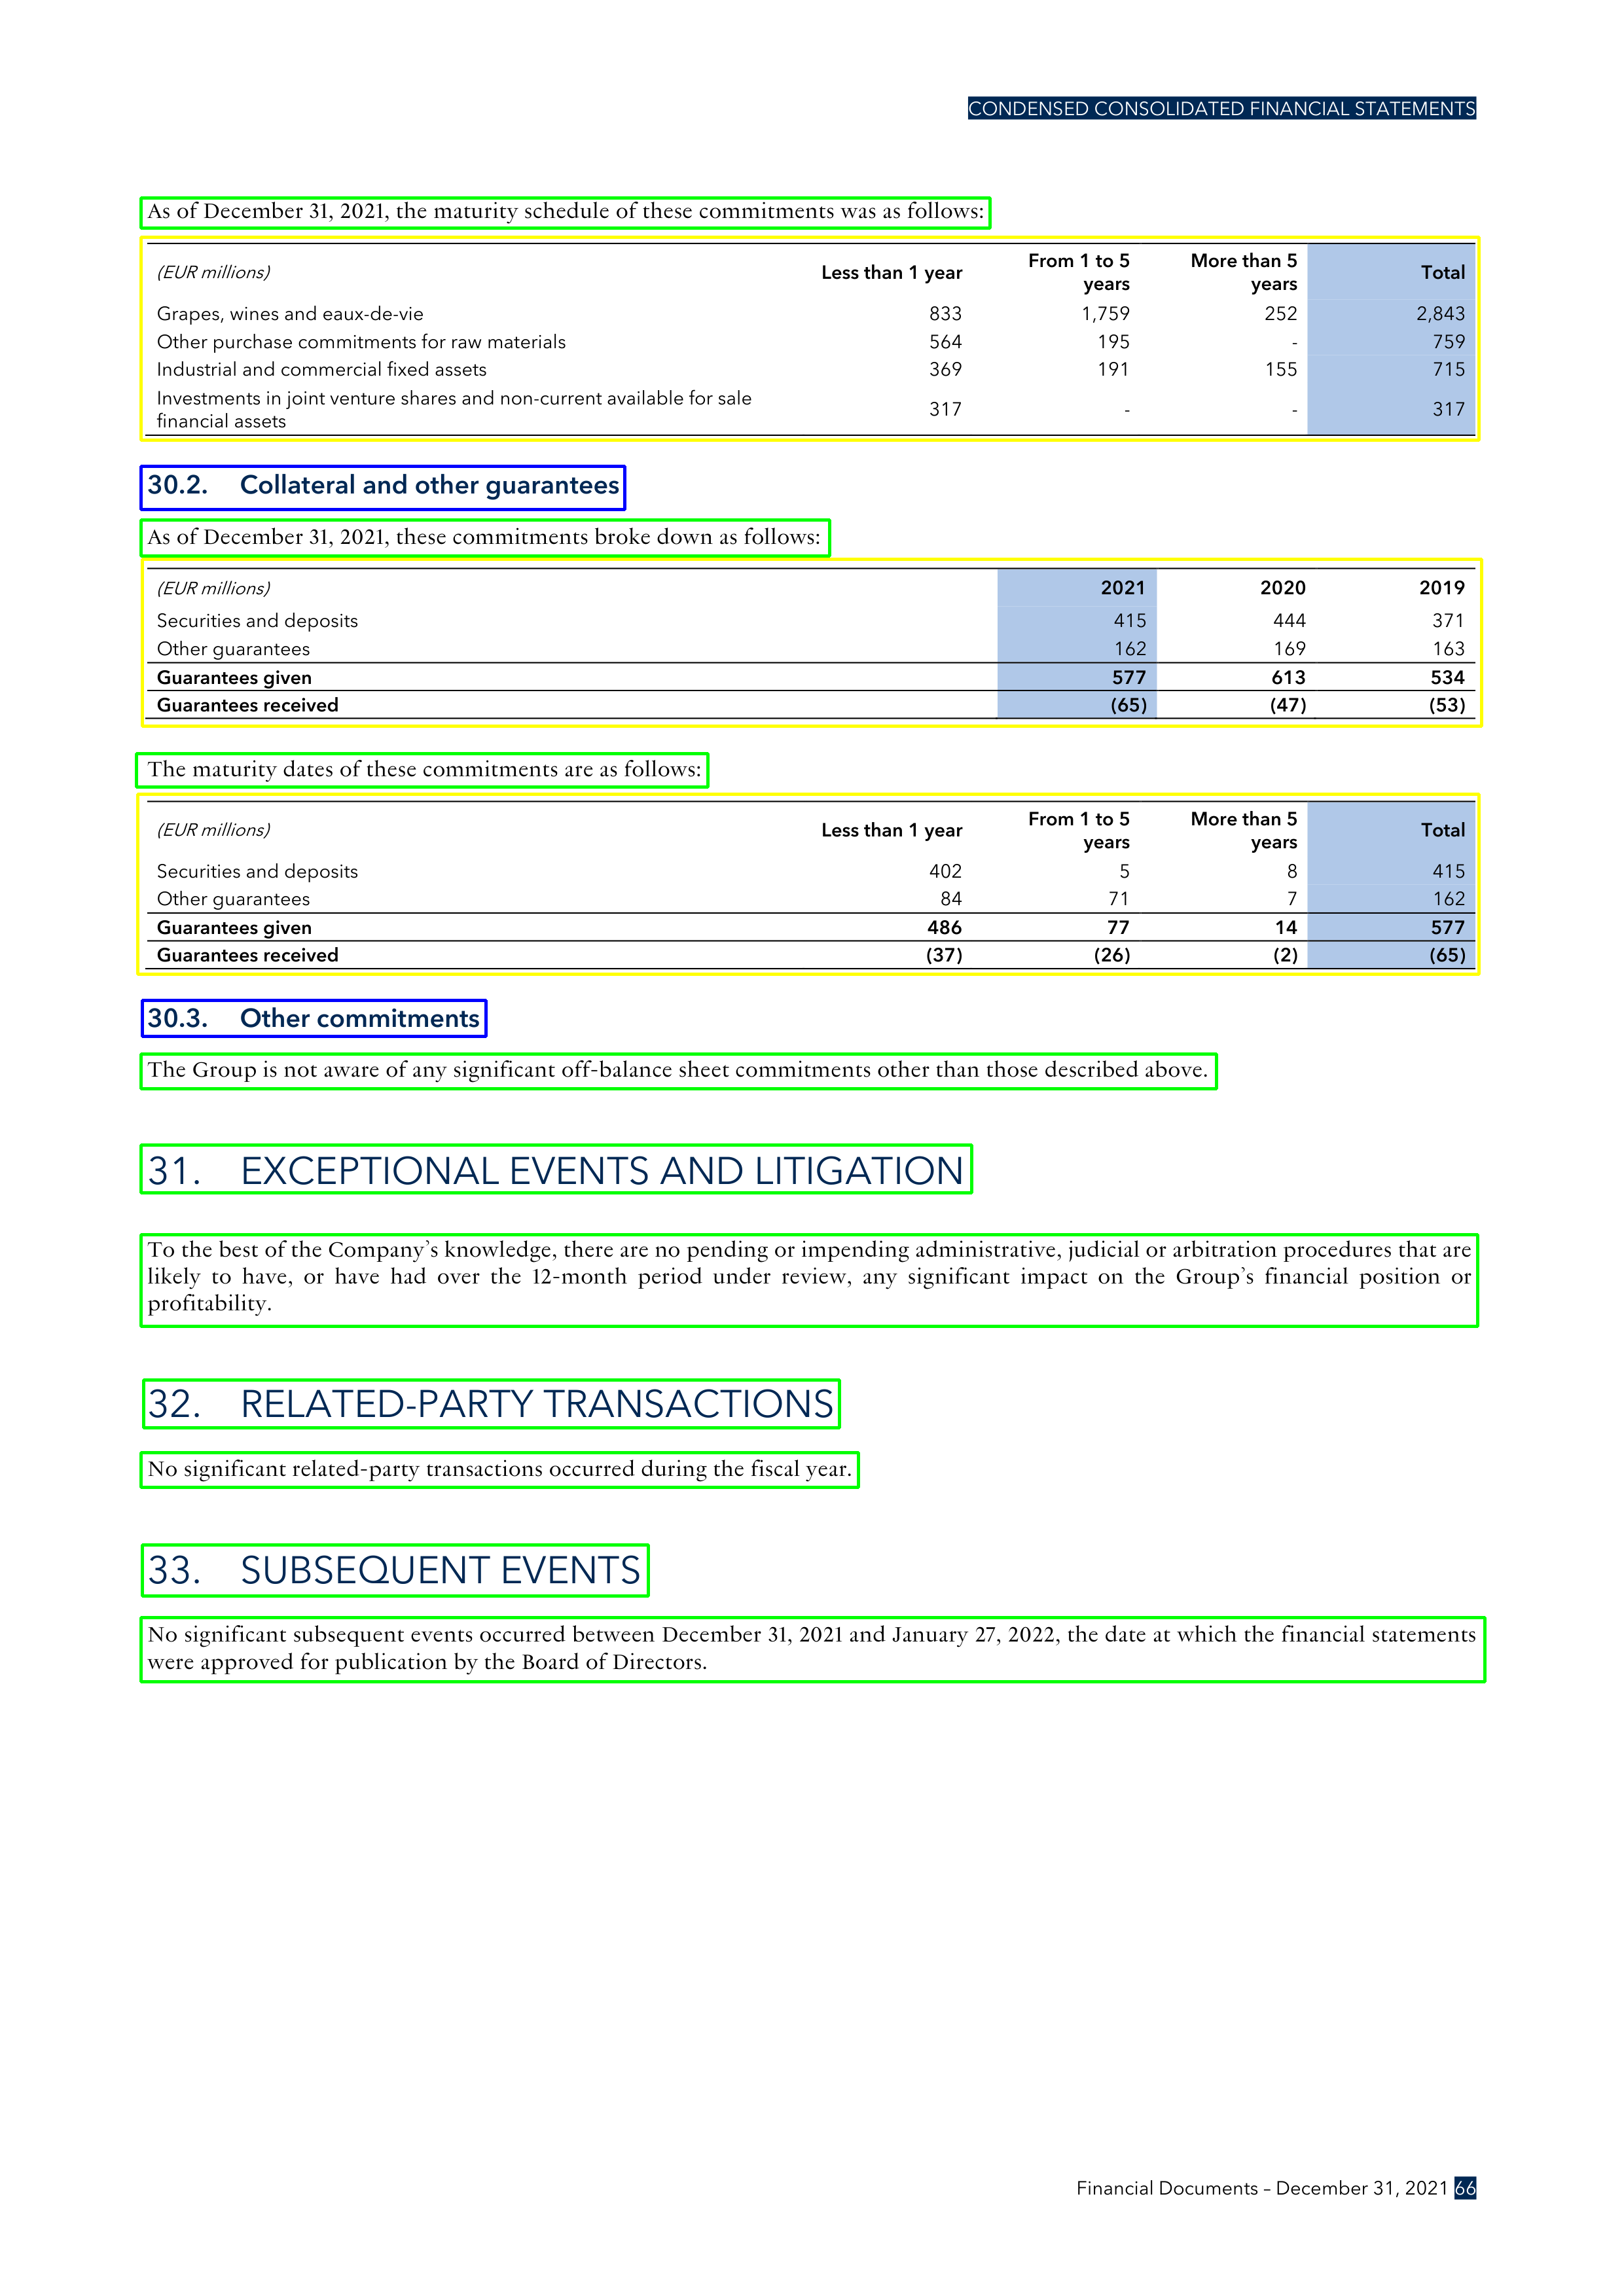 CONDENSED CONSOLIDATED FINANCIAL STATEMENTS
As of December 31, 2021, the maturity schedule of these commitments was as follows:
(EUR millions) Less than 1 year From 1 to 5 years More than 5 years Total
Grapes, wines and eaux-de-vie 833 1,759 252 2,843
Other purchase commitments for raw materials 564 195 - 759
Industrial and commercial fixed assets 369 191 155 715
Investments in joint venture shares and non-current available for sale
financial assets 317 - - 317
30.2. Collateral and other guarantees
As of December 31, 2021, these commitments broke down as follows:
(EUR millions) 2021 2020 2019
Securities and deposits 415 444 371
Other guarantees 162 169 163
Guarantees given 577 613 534
Guarantees received (65) (47) (53)
The maturity dates of these commitments are as follows:
(EUR millions) Less than 1 year From 1 to 5 years More than 5 years Total
Securities and deposits 402 5 8 415
Other guarantees 84 71 7 162
Guarantees given 486 77 14 577
Guarantees received (37) (26) (2) (65)
30.3. Other commitments
The Group is not aware of any significant off-balance sheet commitments other than those described above.
31. EXCEPTIONAL EVENTS AND LITIGATION
To the best of the Company's knowledge, there are no pending or impending administrative, judicial or arbitration procedures that are
likely to have, or have had over the 12-month period under review, any significant impact on the Group's financial position or
profitability.
32. RELATED-PARTY TRANSACTIONS
No significant related-party transactions occurred during the fiscal year.
33. SUBSEQUENT EVENTS
No significant subsequent events occurred between December 31, 2021 and January 27, 2022, the date at which the financial statements
were approved for publication by the Board of Directors.
Financial Documents – December 31, 2021 66